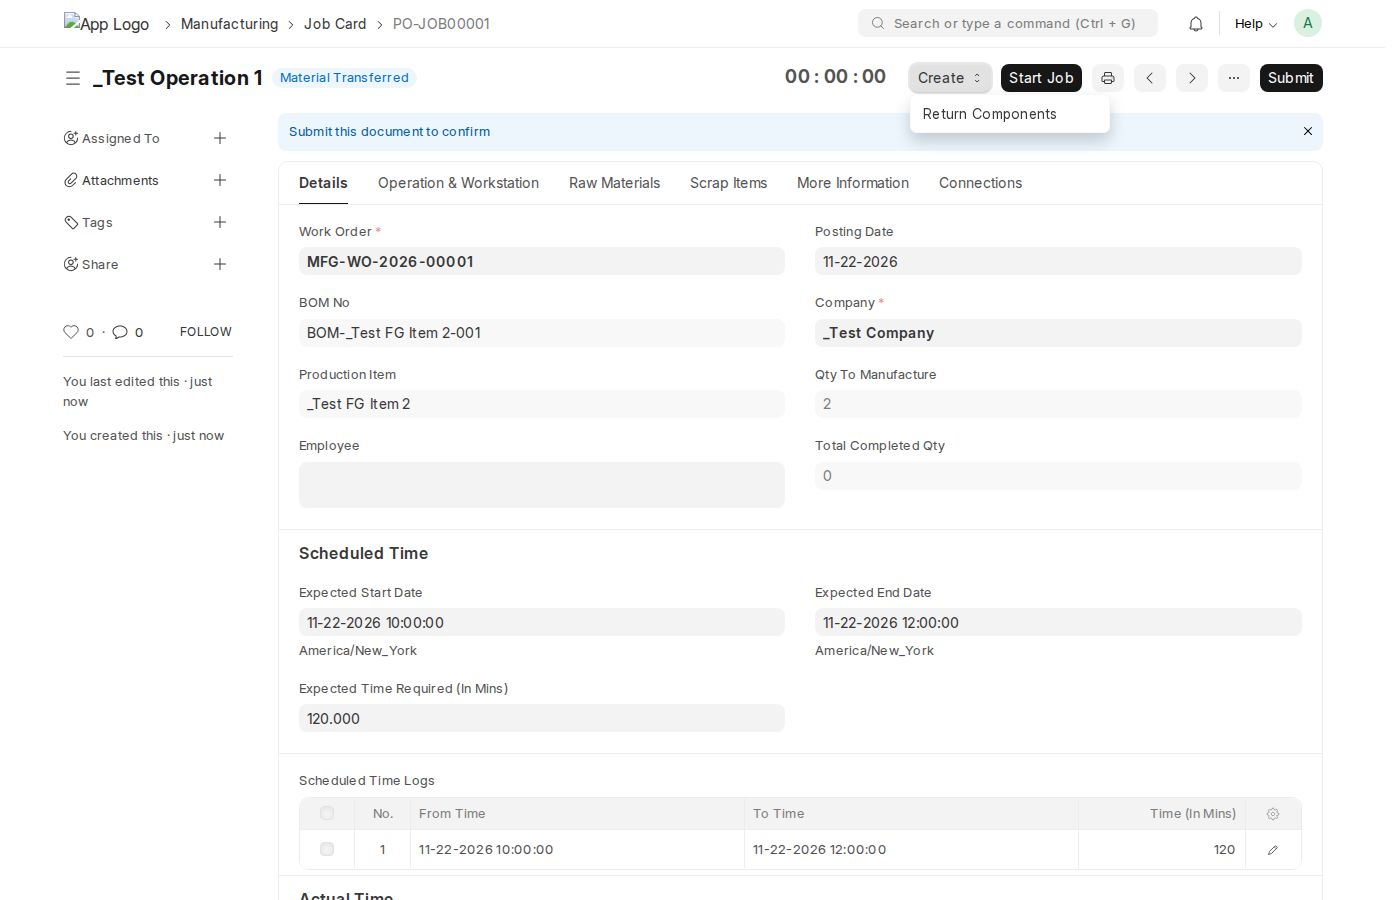 App Logo
Manufacturing
Job Card
PO-JOB00001
Search or type a command (Ctrl + G)
Help
A
_Test Operation 1
Material Transferred
00 : 00 : 00
Create
Start Job
Submit
Return Components
Assigned To
Attachments
Tags
Share
0 · 0
FOLLOW
You last edited this · just
now
You created this · just now
Submit this document to confirm
Details
Operation & Workstation
Raw Materials
Scrap Items
More Information
Connections
Work Order *
MFG-WO-2026-00001
Posting Date
11-22-2026
BOM No
BOM-_Test FG Item 2-001
Company *
_Test Company
Production Item
_Test FG Item 2
Qty To Manufacture
2
Employee
Total Completed Qty
0
Scheduled Time
Expected Start Date
11-22-2026 10:00:00
America/New_York
Expected End Date
11-22-2026 12:00:00
America/New_York
Expected Time Required (In Mins)
120.000
Scheduled Time Logs
No.
From Time
To Time
Time (In Mins)
1
11-22-2026 10:00:00
11-22-2026 12:00:00
120
Actual Time